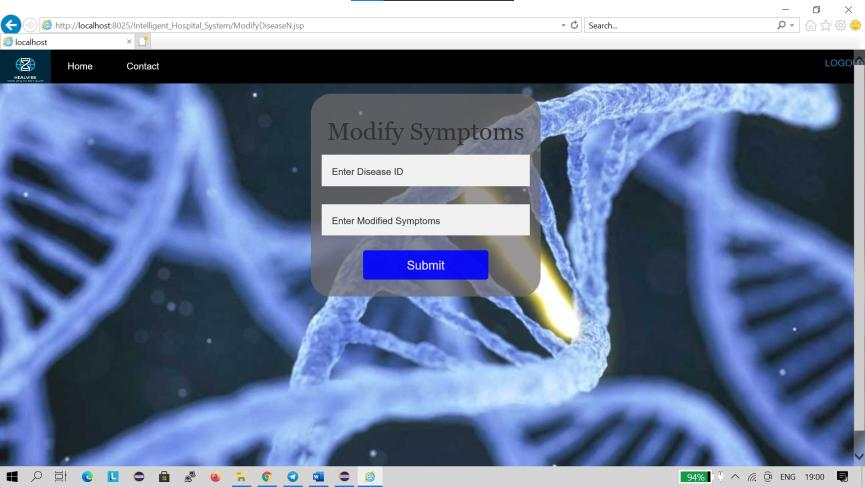 http://localhost:8025/Intelligent_Hospital_System/ModifyDiseaseN.jsp
Search...
localhost
HEALVIBE
Home
Contact
LOGO
Modify Symptoms
Enter Disease ID
Enter Modified Symptoms
Submit
94%
ENG
19:00